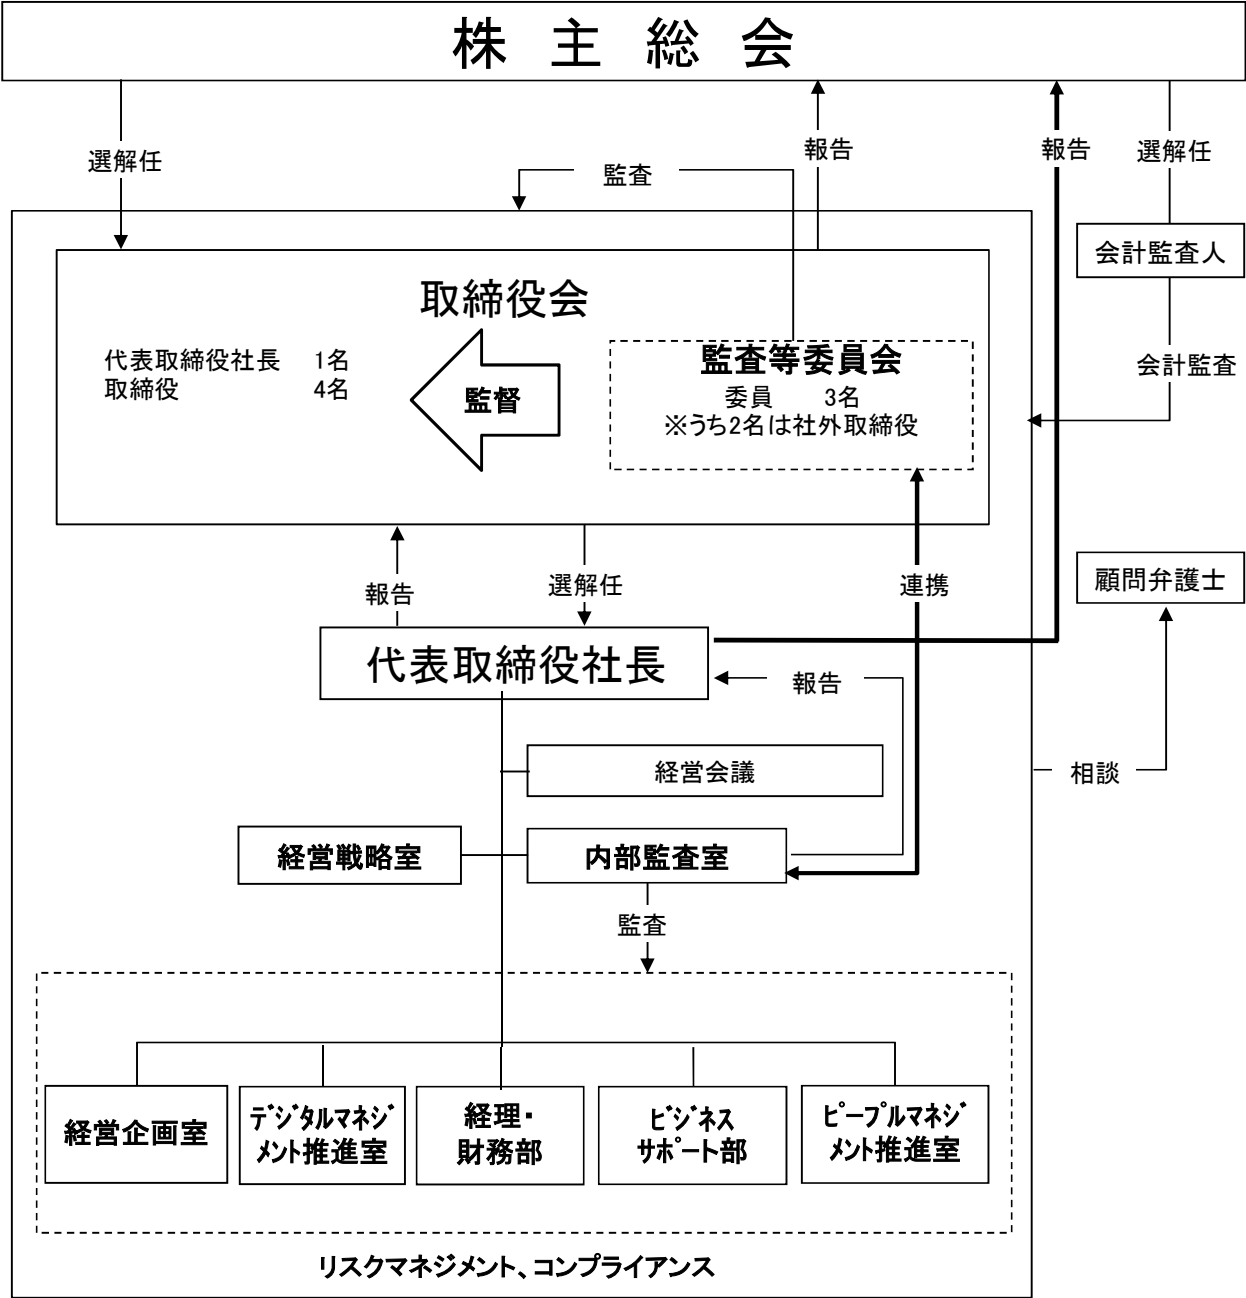 株　主　総　会
選解任
報告
報告
選解任
監査
会計監査人
取締役会
代表取締役社長　1名
取締役　4名
監督
監査等委員会
委員　3名
※うち2名は社外取締役
会計監査
報告
選解任
連携
顧問弁護士
代表取締役社長
報告
経営会議
相談
経営戦略室
内部監査室
監査
経営企画室
ﾃﾞｼﾞﾀﾙﾏﾈｼﾞ
ﾒﾝﾄ推進室
経理・
財務部
ﾋﾞｼﾞﾈｽ
ｻﾎﾟｰﾄ部
ﾋﾟｰﾌﾟﾙﾏﾈｼﾞ
ﾒﾝﾄ推進室
リスクマネジメント、コンプライアンス